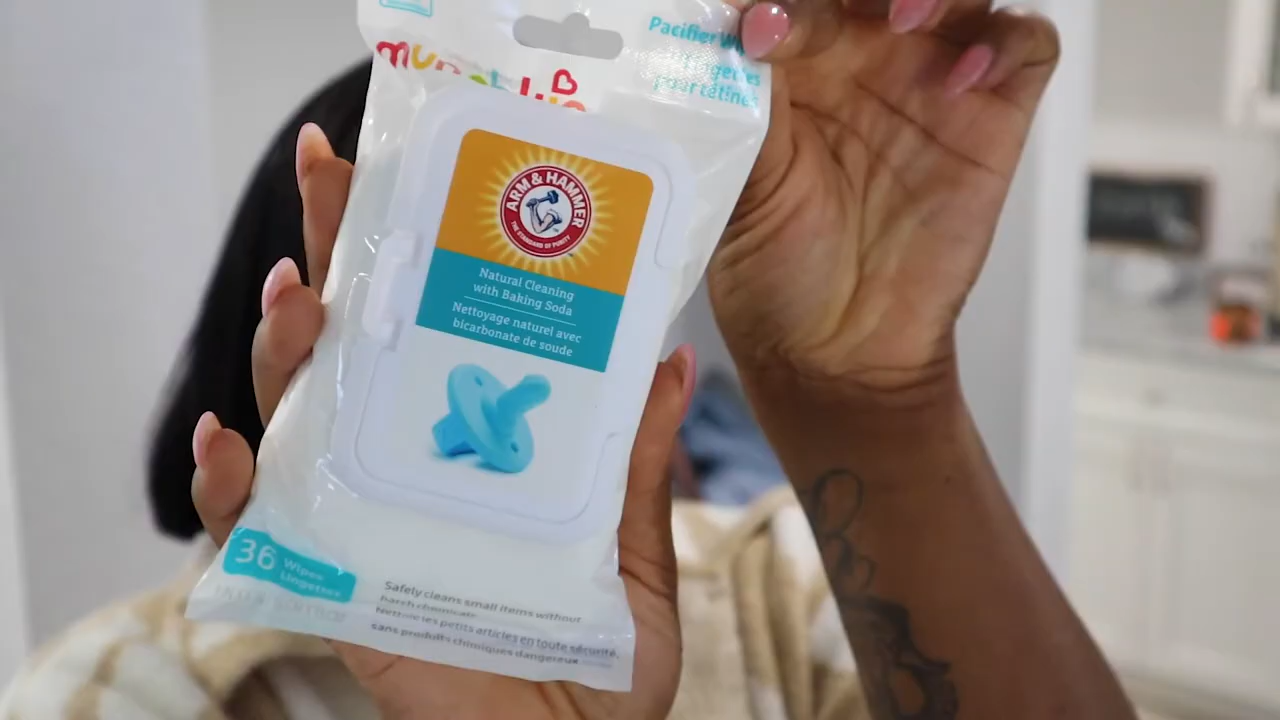 Pacifier
pour tétines
ARM & HAMMER
THE STANDARD OF PURITY
Natural Cleaning
with Baking Soda
Nettoyage naturel avec
bicarbonate de soude
36 Wipes
Lingettes
Safely cleans small items without
harsh chemicals
Nettoie les petits articles en toute sécurité,
sans produits chimiques dangereux